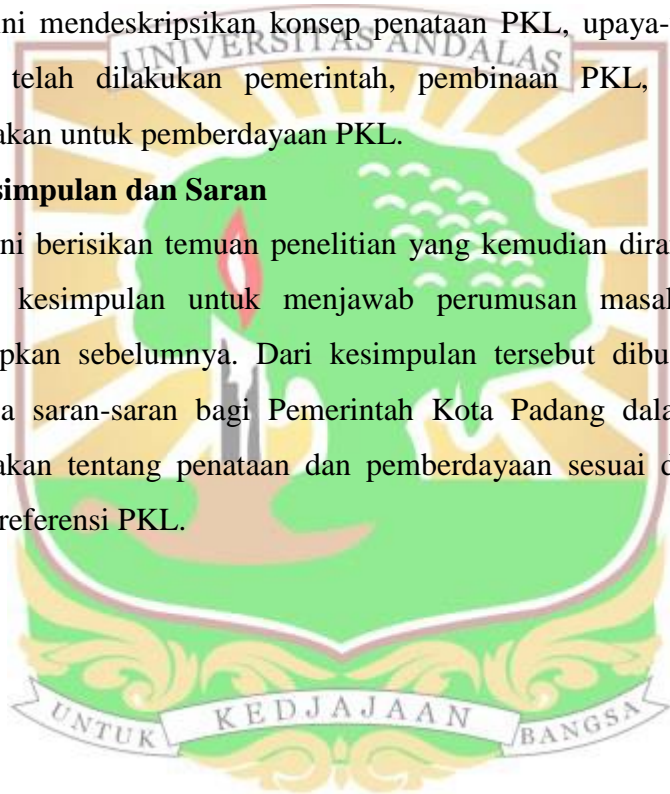 ini mendeskripsikan konsep penataan PKL, upaya-
UNIVERSITAS ANDALAS
telah dilakukan pemerintah, pembinaan PKL,
akan untuk pemberdayaan PKL.
simpulan dan Saran
ni berisikan temuan penelitian yang kemudian dira
kesimpulan untuk menjawab perumusan masal
pkan sebelumnya. Dari kesimpulan tersebut dibu
a saran-saran bagi Pemerintah Kota Padang dala
akan tentang penataan dan pemberdayaan sesuai d
referensi PKL.
UNTUK KEDJAJAAN BANGSA